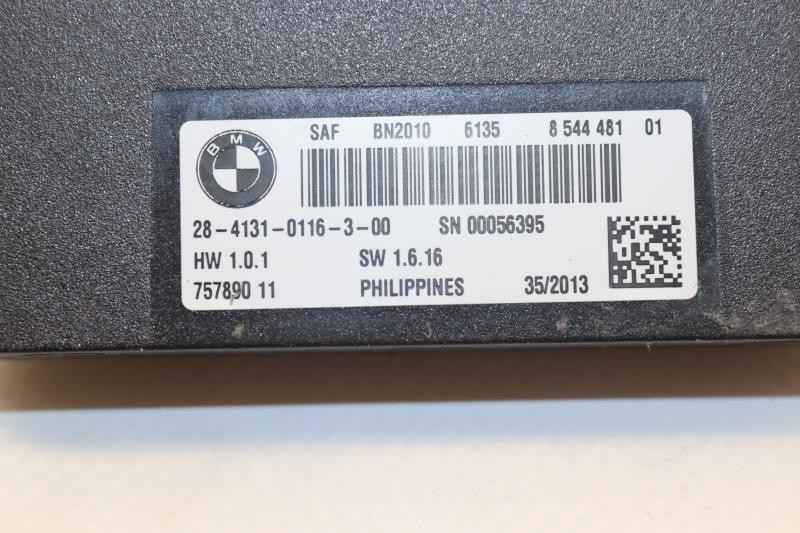 BMW
SAF BN2010 6135 8 544 481 01
28-4131-0116-3-00 SN 00056395
HW 1.0.1 SW 1.6.16
757890 11 PHILIPPINES 35/2013